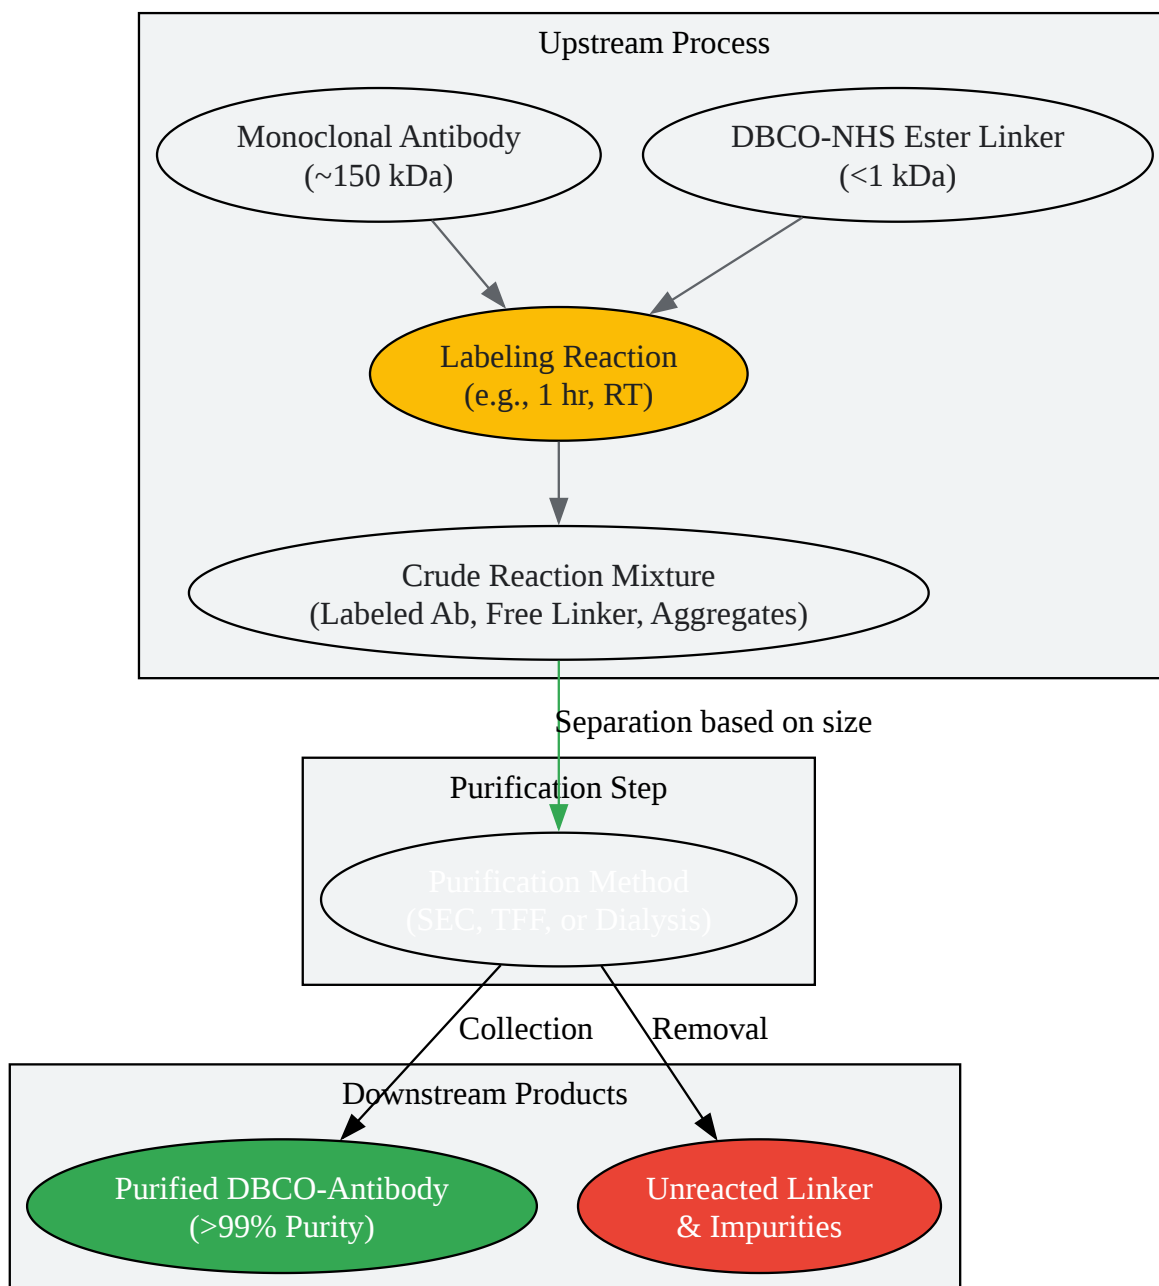 Upstream Process
Monoclonal Antibody
(~150 kDa)
DBCO-NHS Ester Linker
(<1 kDa)
Labeling Reaction
(e.g., 1 hr, RT)
Crude Reaction Mixture
(Labeled Ab, Free Linker, Aggregates)
Separation based on size
Purification Step
Purification Method
(SEC, TFF, or Dialysis)
Collection
Removal
Downstream Products
Purified DBCO-Antibody
(>99% Purity)
Unreacted Linker
& Impurities